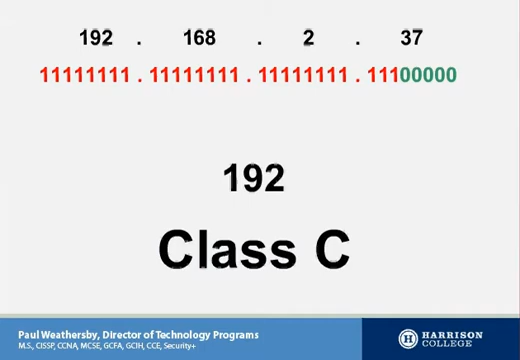 192 . 168 . 2 . 37
11111111 . 11111111 . 11111111 . 11100000
192
Class C
Paul Weathersby, Director of Technology Programs
M.S., CISSP, CCNA, MCSE, GCFA, GCIH, CCE, Security+
H HARRISON
COLLEGE